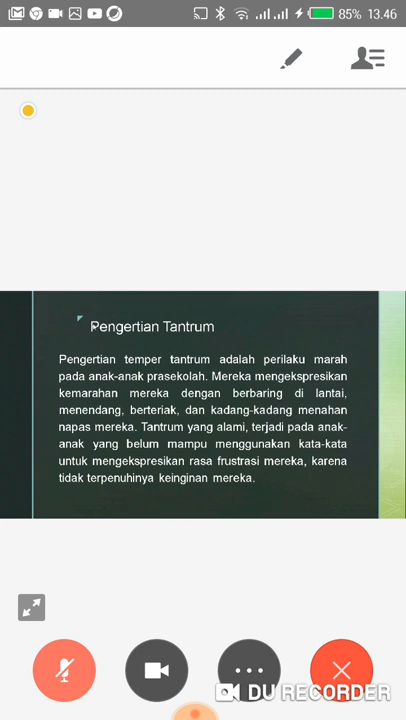 85% 13.46
Pengertian Tantrum
Pengertian temper tantrum adalah perilaku marah
pada anak-anak prasekolah. Mereka mengekspresikan
kemarahan mereka dengan berbaring di lantai,
menendang, berteriak, dan kadang-kadang menahan
napas mereka. Tantrum yang alami, terjadi pada anak-
anak yang belum mampu menggunakan kata-kata
untuk mengekspresikan rasa frustrasi mereka, karena
tidak terpenuhinya keinginan mereka.
DU RECORDER